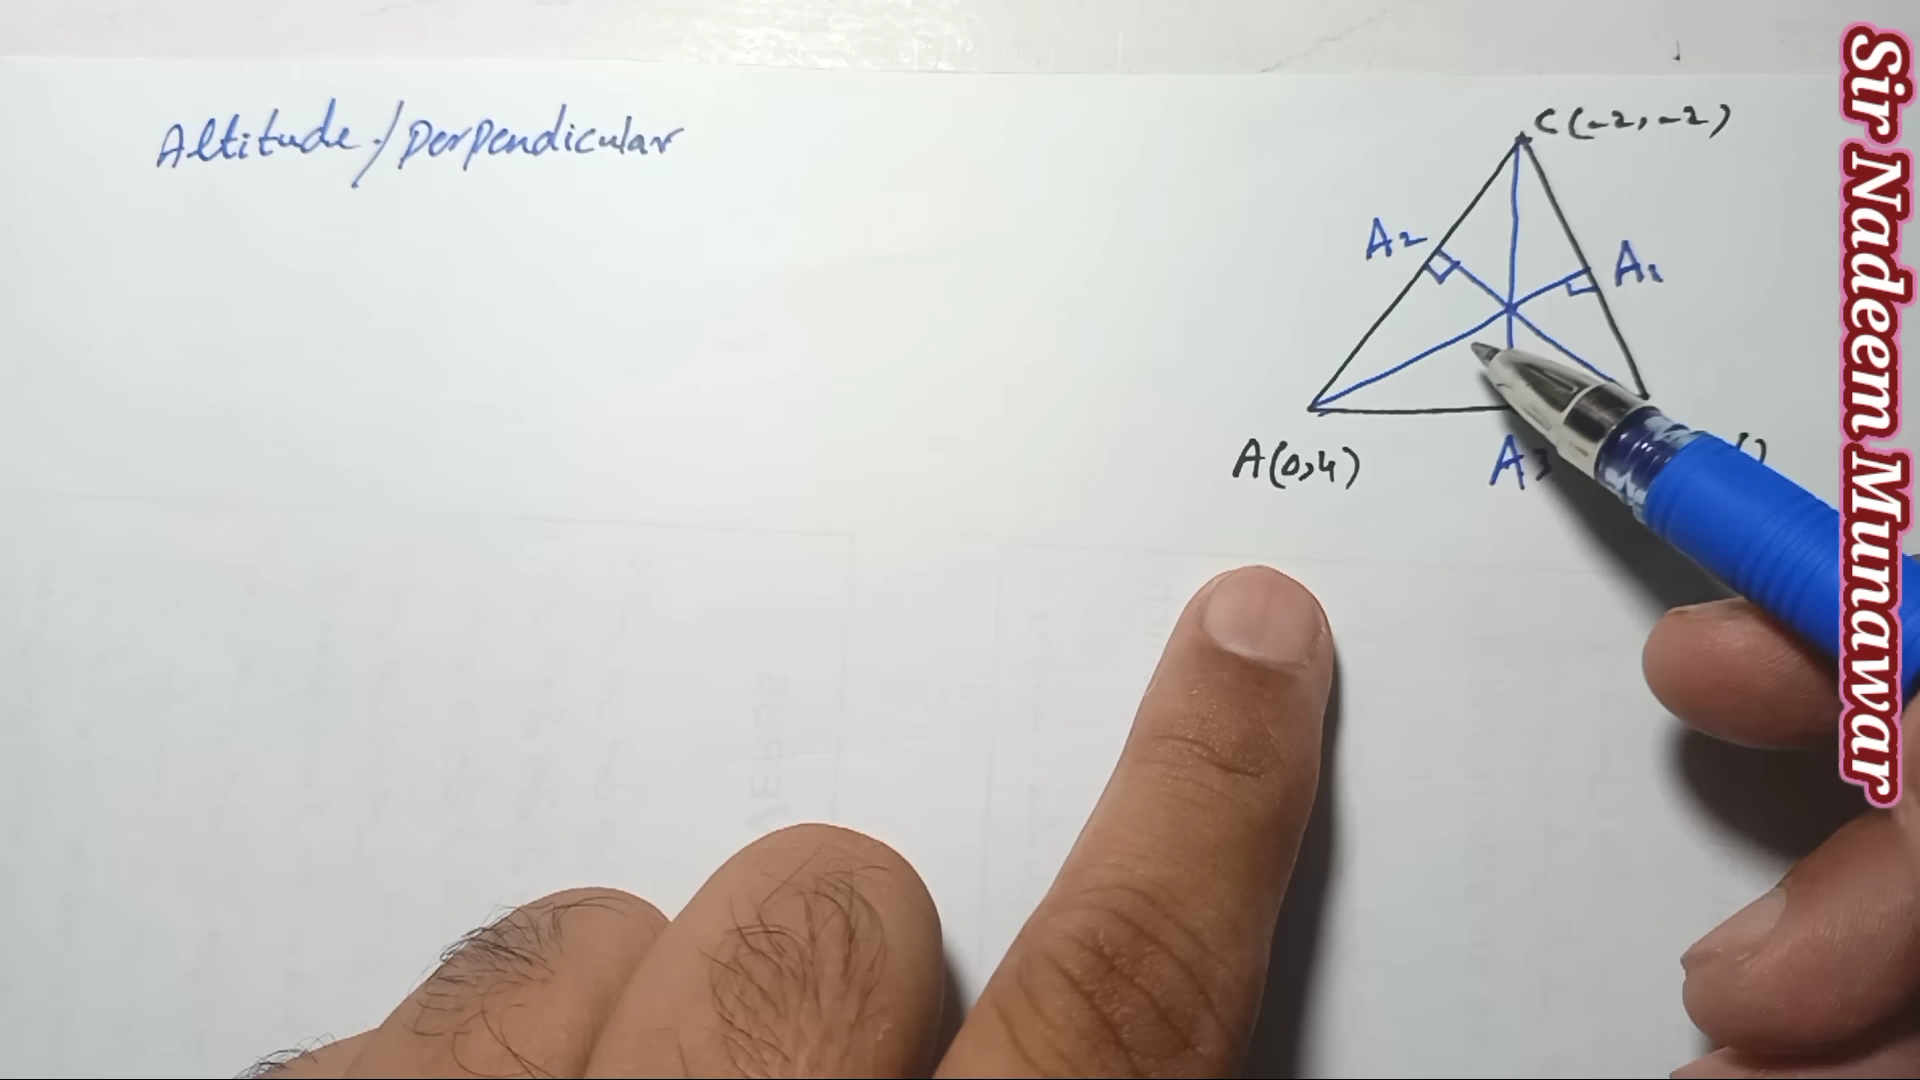 Altitude/perpendicular
C(-2,-2)
A2
A1
A(0,4)
A3
Sir Nadeem Munawar